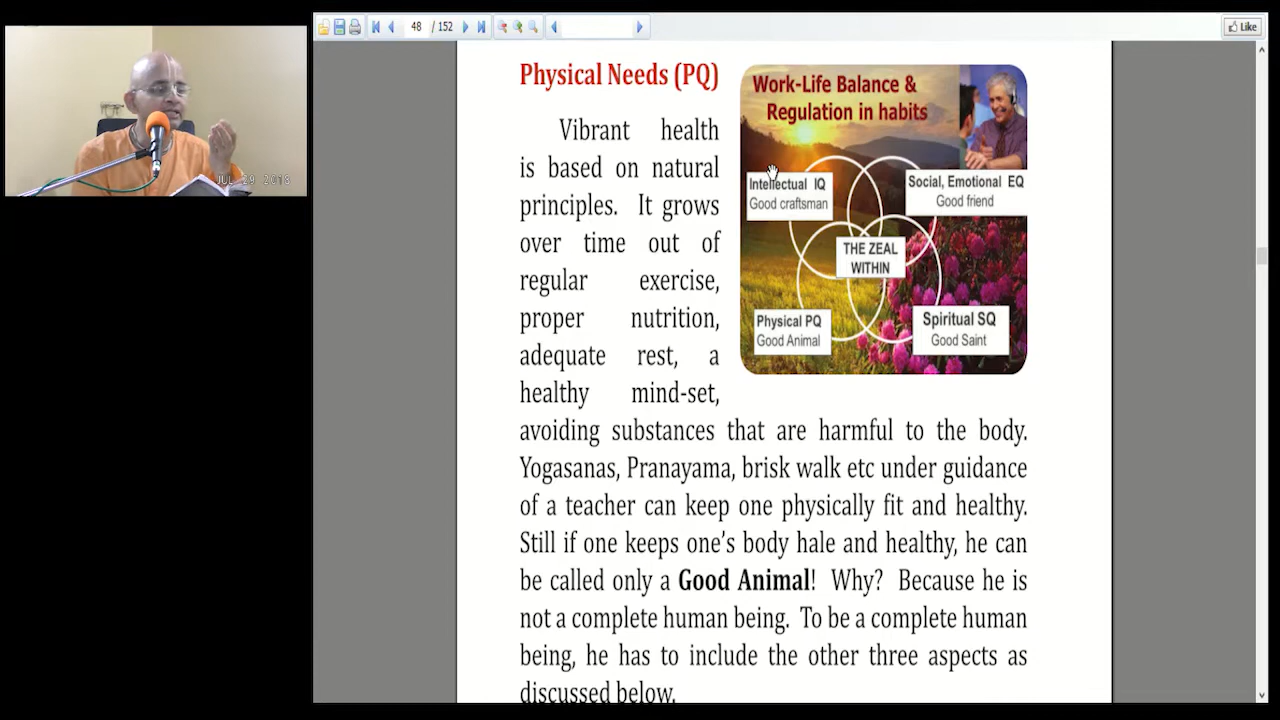 48 / 152
Like
JUL 29 2018
Physical Needs (PQ)
Vibrant health
is based on natural
principles. It grows
over time out of
regular exercise,
proper nutrition,
adequate rest, a
healthy mind-set,
avoiding substances that are harmful to the body.
Yogasanas, Pranayama, brisk walk etc under guidance
of a teacher can keep one physically fit and healthy.
Still if one keeps one's body hale and healthy, he can
be called only a Good Animal! Why? Because he is
not a complete human being. To be a complete human
being, he has to include the other three aspects as
discussed below.
Work-Life Balance &
Regulation in habits
Intellectual IQ
Good craftsman
Social, Emotional EQ
Good friend
THE ZEAL
WITHIN
Physical PQ
Good Animal
Spiritual SQ
Good Saint